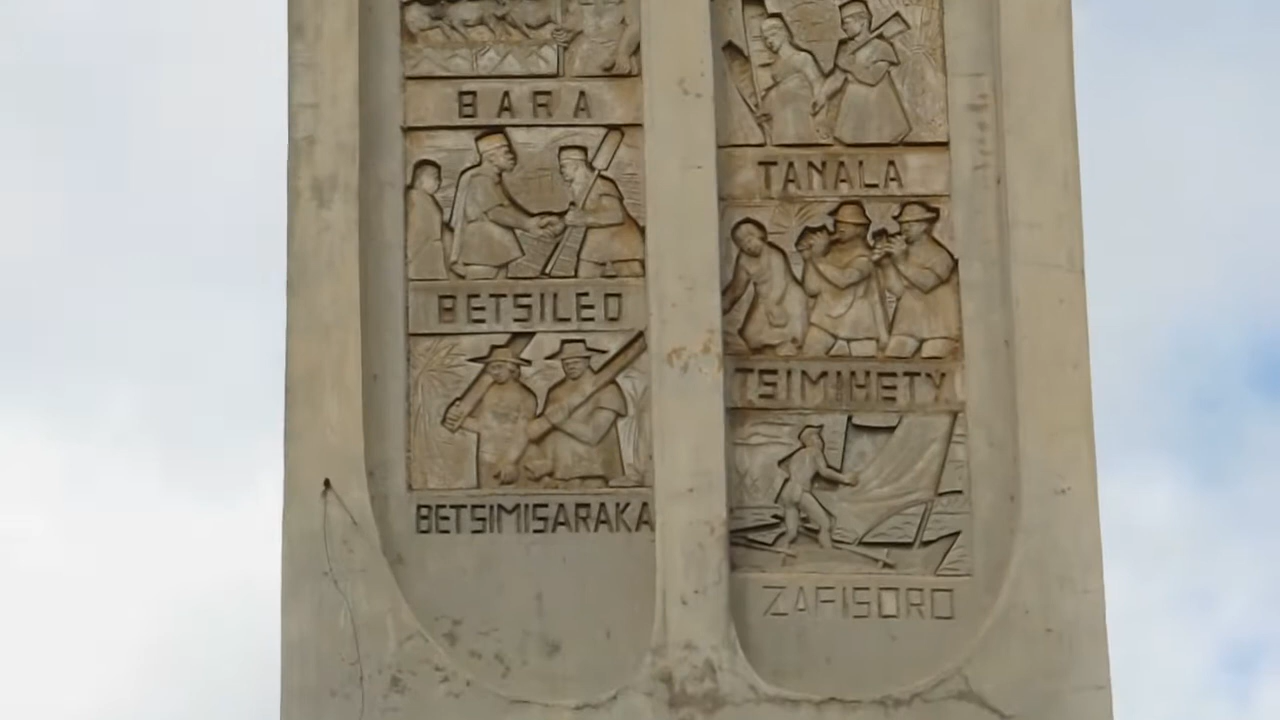 BARA
BETSILEO
BETSIMISARAKA
TANALA
TSIMIHETY
ZAFISORO